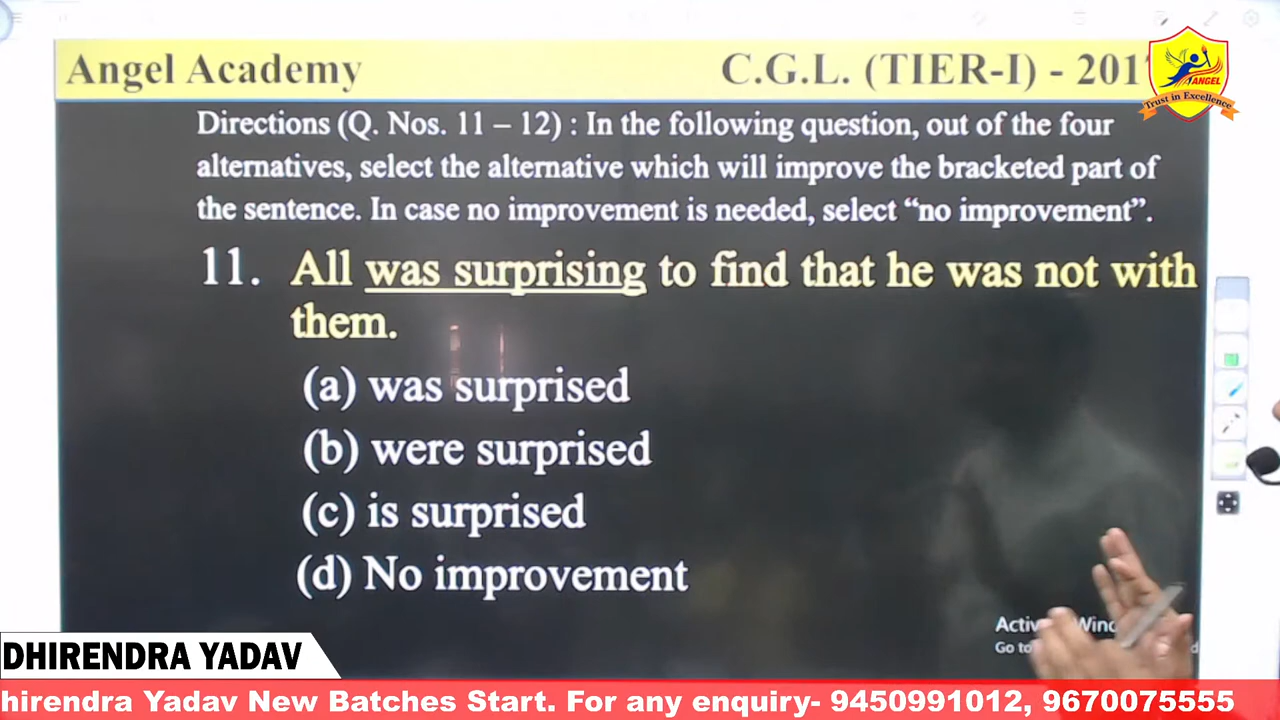 Angel Academy
C.G.L. (TIER-I) - 201
ANGEL
Trust in Excellence
Directions (Q. Nos. 11 – 12) : In the following question, out of the four
alternatives, select the alternative which will improve the bracketed part of
the sentence. In case no improvement is needed, select “no improvement”.
11. All was surprising to find that he was not with
them.
(a) was surprised
(b) were surprised
(c) is surprised
(d) No improvement
Go to
DHIRENDRA YADAV
hirendra Yadav New Batches Start. For any enquiry- 9450991012, 9670075555